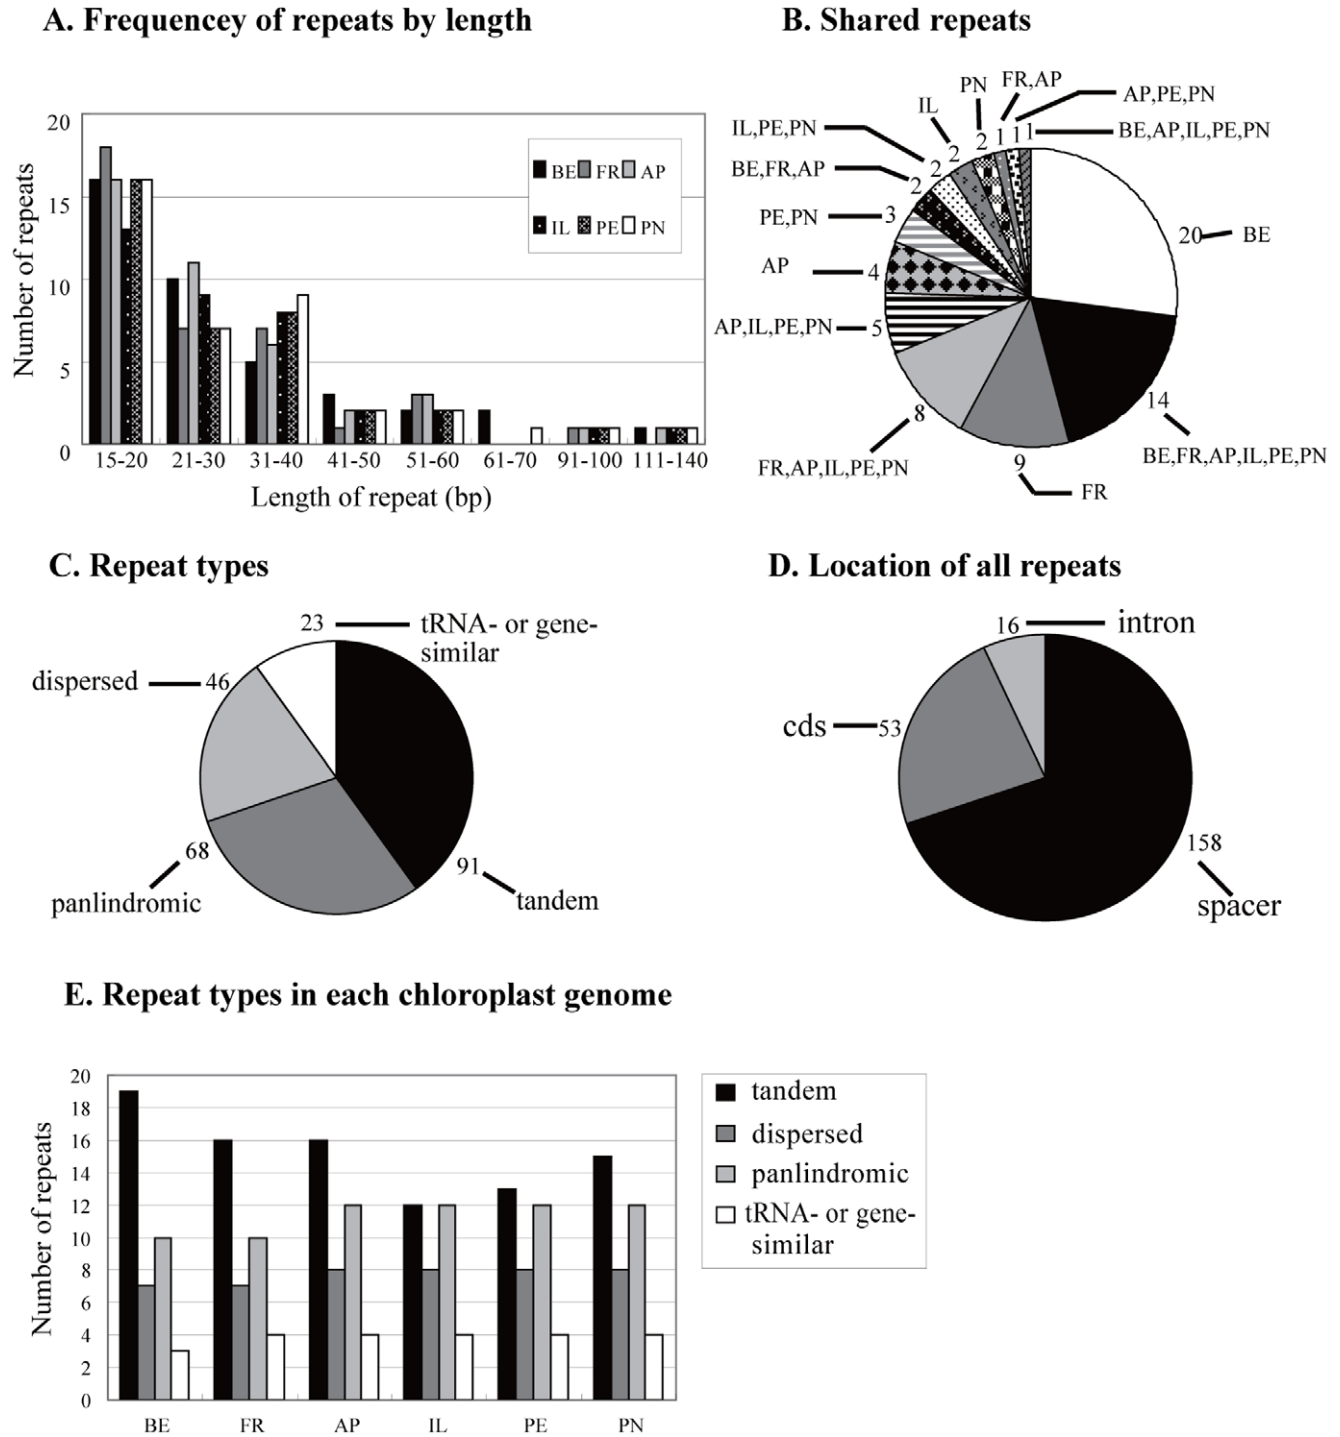 A. Frequencey of repeats by length
Number of repeats
20
15
10
5
0
BE FR AP
IL PE PN
15-20 21-30 31-40 41-50 51-60 61-70 91-100 111-140
Length of repeat (bp)
B. Shared repeats
FR,AP
PN
AP,PE,PN
IL
IL,PE,PN
BE,AP,IL,PE,PN
BE,FR,AP
PE,PN
AP
AP,IL,PE,PN
2
2
2
2
1
1
1
3
4
5
20 BE
14
BE,FR,AP,IL,PE,PN
8
FR,AP,IL,PE,PN
9
FR
C. Repeat types
23
tRNA- or gene-
similar
dispersed
46
68
panlindromic
91
tandem
D. Location of all repeats
16
intron
cds
53
158
spacer
E. Repeat types in each chloroplast genome
Number of repeats
20
18
16
14
12
10
8
6
4
2
0
BE FR AP IL PE PN
tandem
dispersed
panlindromic
tRNA- or gene-
similar